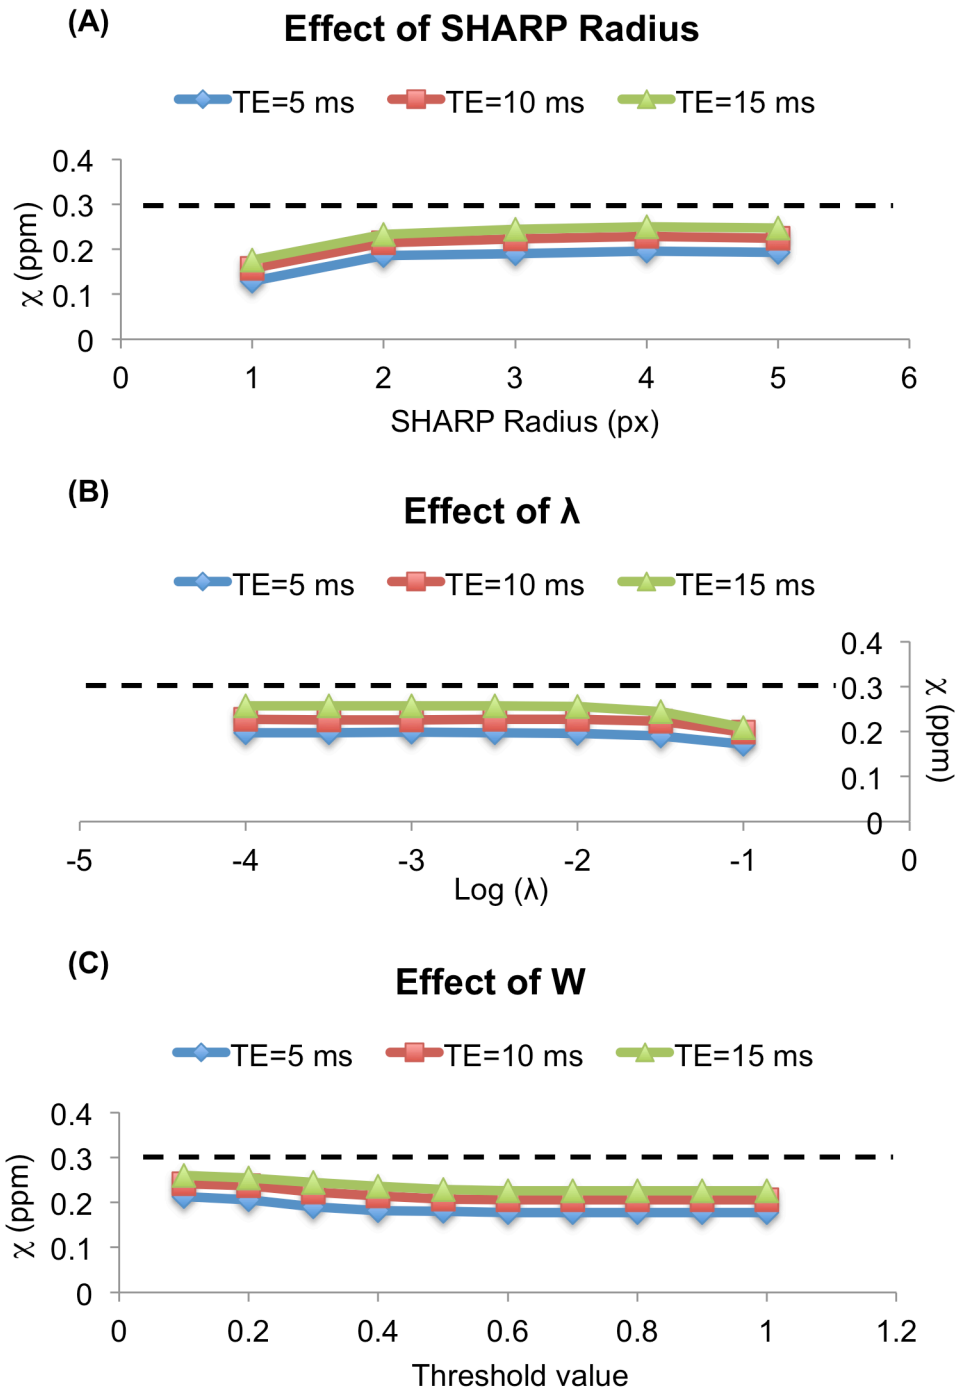 (A)
Effect of SHARP Radius
TE=5 ms TE=10 ms TE=15 ms
0.4
0.3
0.2
0.1
0
χ (ppm)
0 1 2 3 4 5 6
SHARP Radius (px)
(B)
Effect of λ
TE=5 ms TE=10 ms TE=15 ms
0.4
0.3
0.2
0.1
0
χ (ppm)
-5 -4 -3 -2 -1 0
Log (λ)
(C)
Effect of W
TE=5 ms TE=10 ms TE=15 ms
0.4
0.3
0.2
0.1
0
χ (ppm)
0 0.2 0.4 0.6 0.8 1 1.2
Threshold value